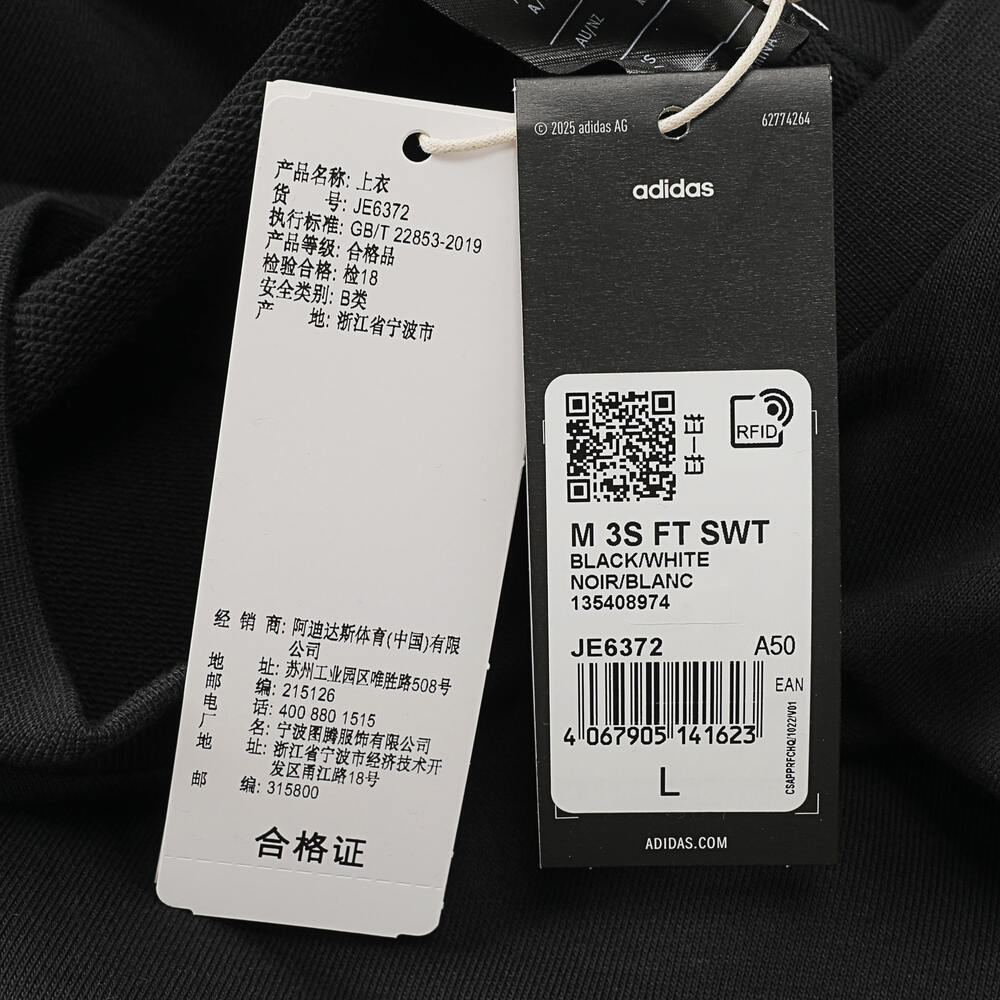 AU/NZ
产品名称: 上衣
货 号: JE6372
执行标准: GB/T 22853-2019
产品等级: 合格品
检验合格: 检18
安全类别: B类
产 地: 浙江省宁波市
经 销 商: 阿迪达斯体育(中国)有限
公司
地 址: 苏州工业园区唯胜路508号
邮 编: 215126
电 话: 400 880 1515
厂 名: 宁波图腾服饰有限公司
地 址: 浙江省宁波市经济技术开
发区甬江路18号
邮 编: 315800
合格证
© 2025 adidas AG
62774264
adidas
扫一扫
RFID
M 3S FT SWT
BLACK/WHITE
NOIR/BLANC
135408974
JE6372 A50
EAN
4 067905 141623
CSAPPRFCHQ/1022/V01
L
ADIDAS.COM